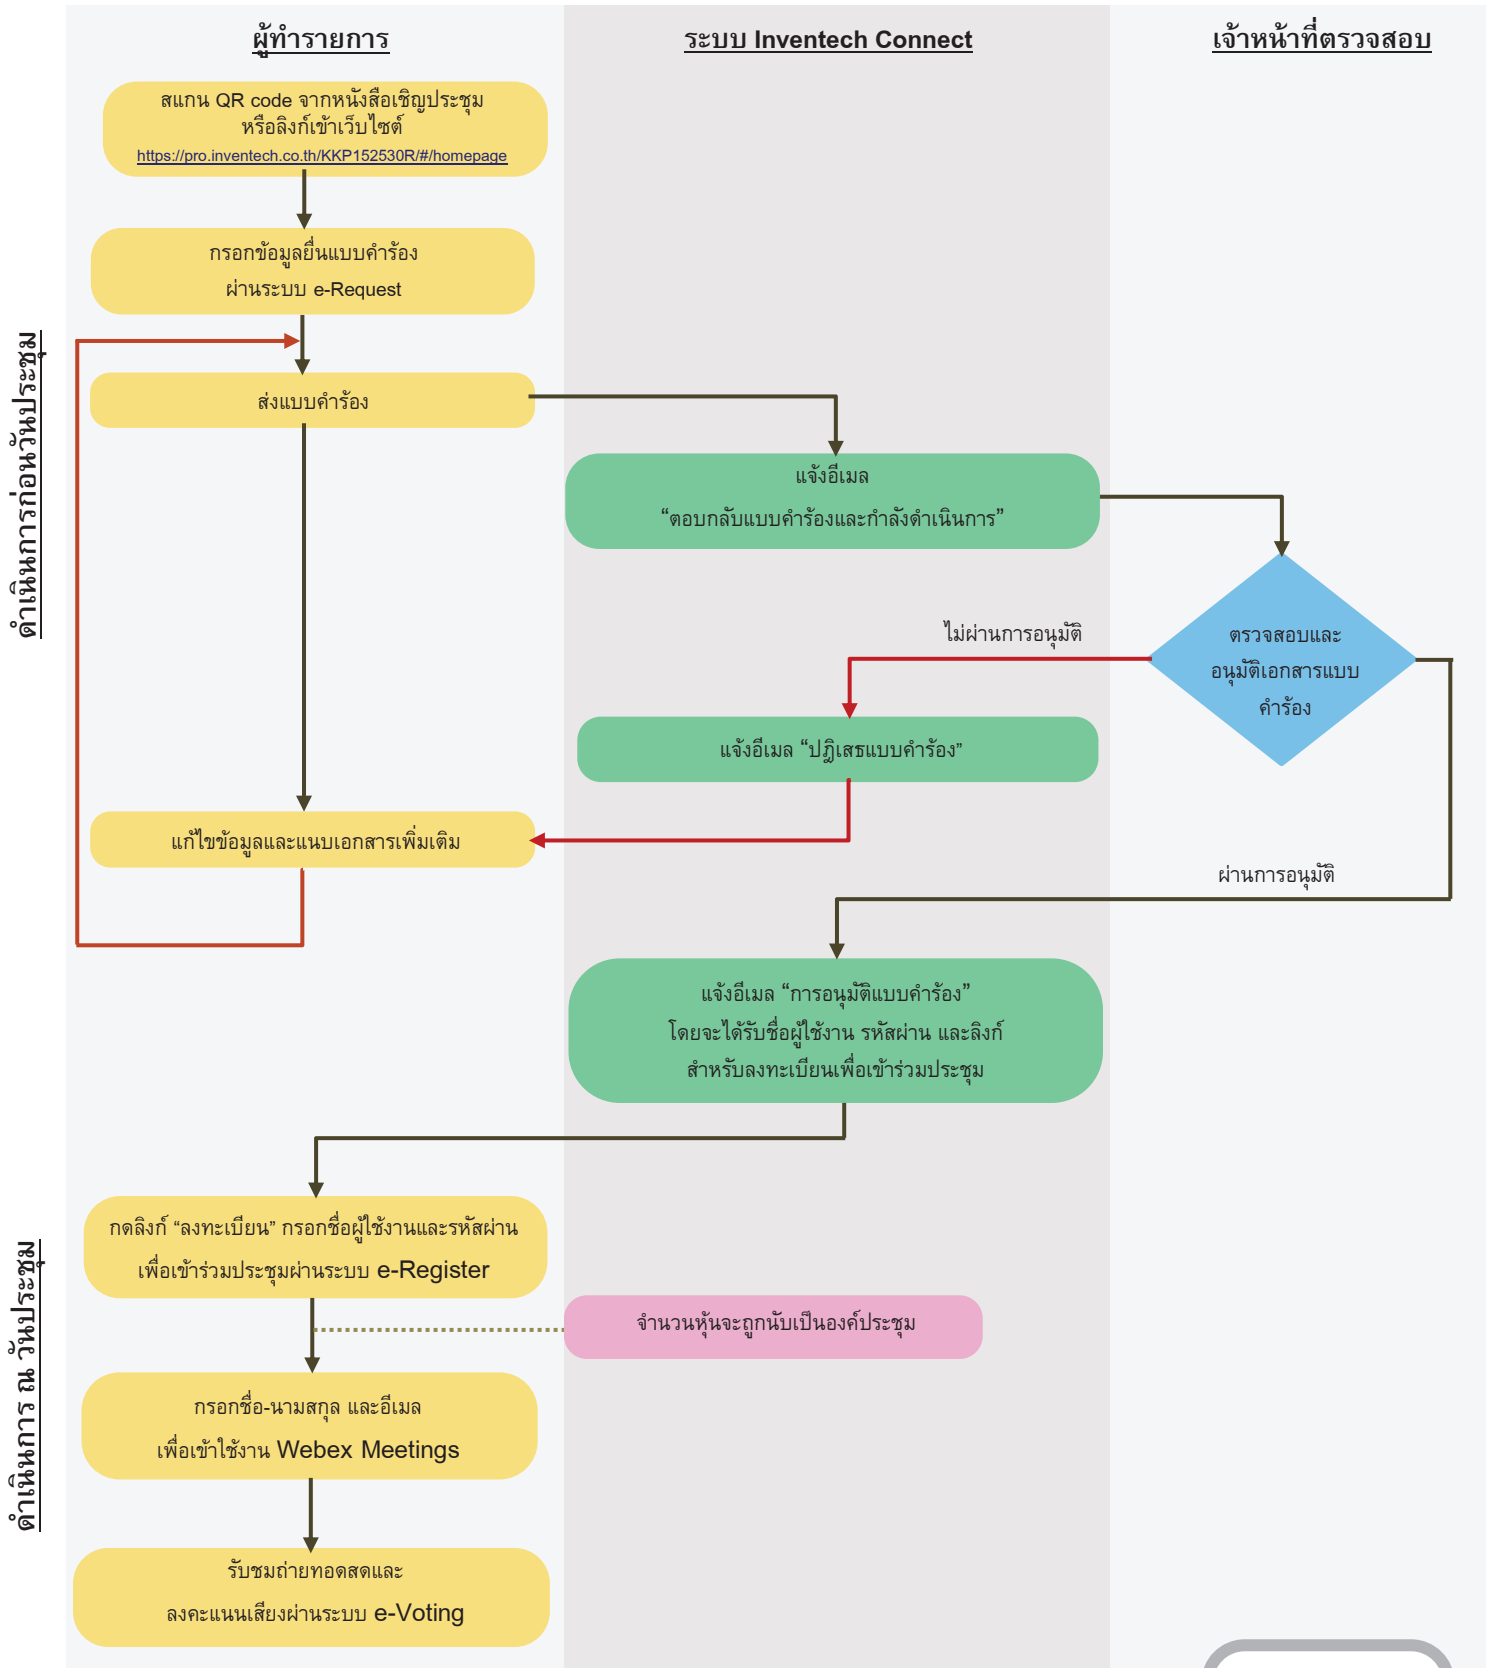 ผู้ทำรายการ
ระบบ Inventech Connect
เจ้าหน้าที่ตรวจสอบ
ดำเนินการก่อนวันประชุม
สแกน QR code จากหนังสือเชิญประชุม
หรือลิงก์เข้าเว็บไซต์
https://pro.inventech.co.th/KKP152530R/#/homepage
กรอกข้อมูลยื่นแบบคำร้อง
ผ่านระบบ e-Request
ส่งแบบคำร้อง
แจ้งอีเมล
“ตอบกลับแบบคำร้องและกำลังดำเนินการ”
ตรวจสอบและ
อนุมัติเอกสารแบบ
คำร้อง
ไม่ผ่านการอนุมัติ
แจ้งอีเมล “ปฎิเสธแบบคำร้อง”
แก้ไขข้อมูลและแนบเอกสารเพิ่มเติม
ผ่านการอนุมัติ
แจ้งอีเมล “การอนุมัติแบบคำร้อง”
โดยจะได้รับชื่อผู้ใช้งาน รหัสผ่าน และลิงก์
สำหรับลงทะเบียนเพื่อเข้าร่วมประชุม
ดำเนินการ ณ วันประชุม
กดลิงก์ “ลงทะเบียน” กรอกชื่อผู้ใช้งานและรหัสผ่าน
เพื่อเข้าร่วมประชุมผ่านระบบ e-Register
จำนวนหุ้นจะถูกนับเป็นองค์ประชุม
กรอกชื่อ-นามสกุล และอีเมล
เพื่อเข้าใช้งาน Webex Meetings
รับชมถ่ายทอดสดและ
ลงคะแนนเสียงผ่านระบบ e-Voting